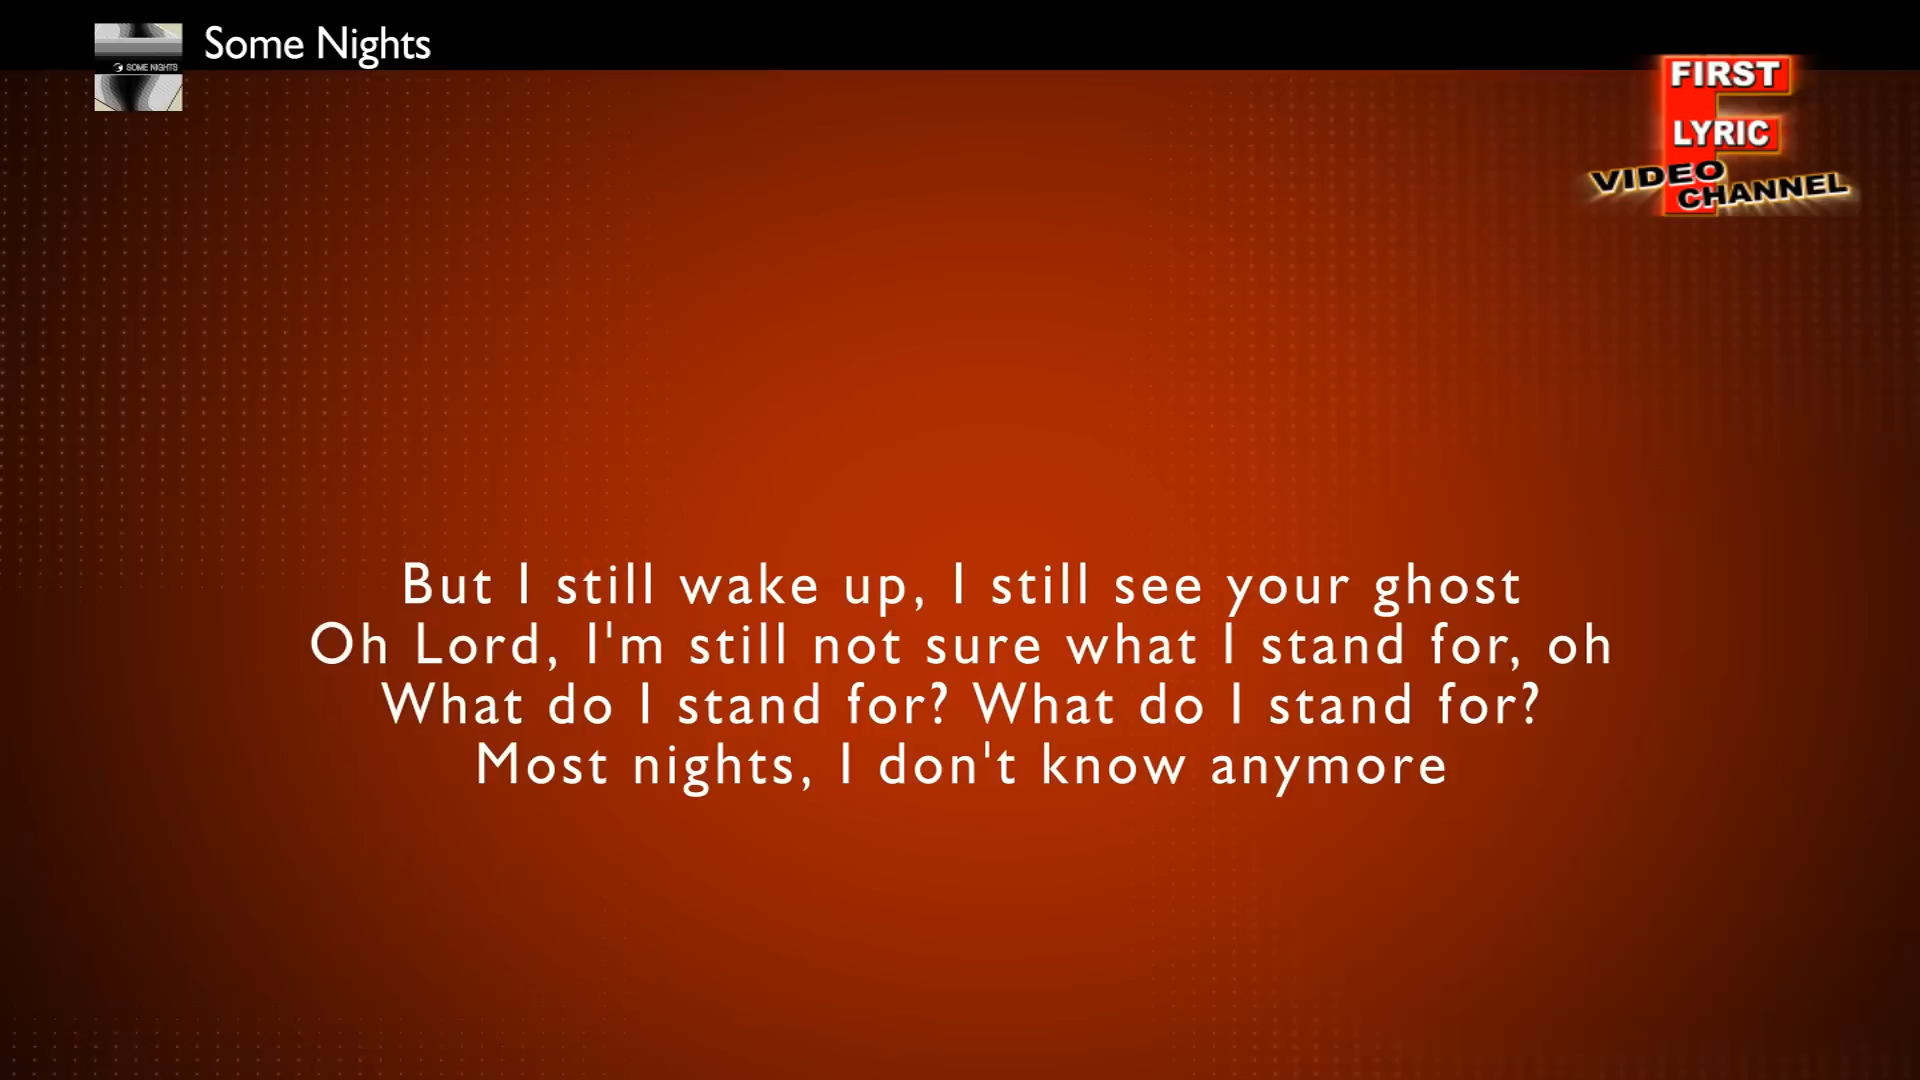 Some Nights
SOME NIGHTS
FIRST
LYRIC
VIDEO
CHANNEL
But I still wake up, I still see your ghost
Oh Lord, I'm still not sure what I stand for, oh
What do I stand for? What do I stand for?
Most nights, I don't know anymore